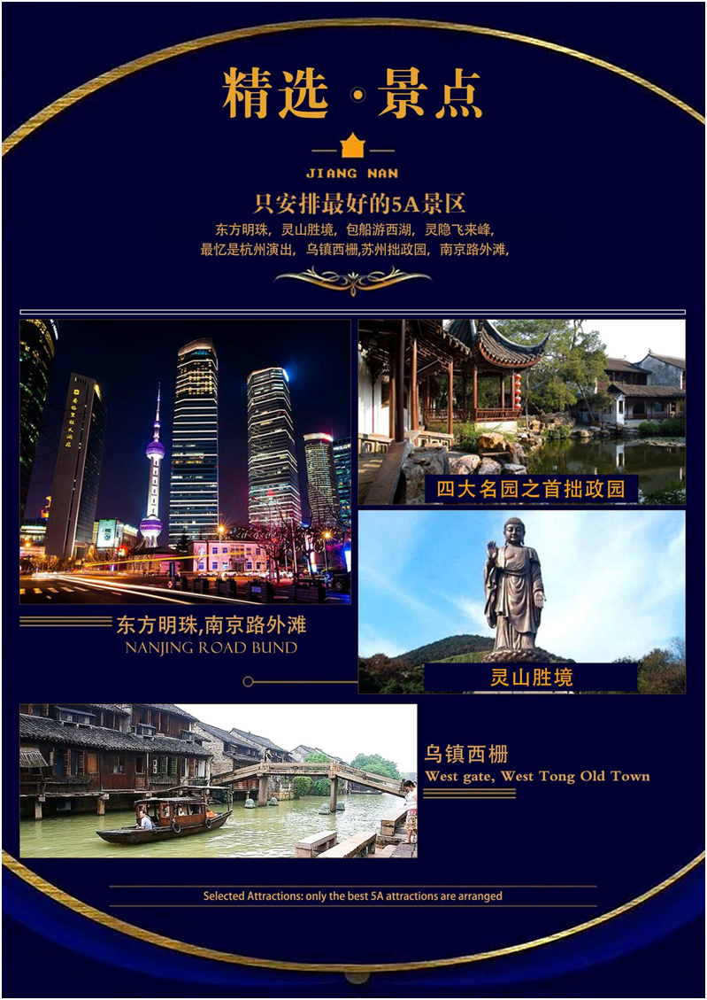 精选·景点
JIANG NAN
只安排最好的5A景区
东方明珠, 灵山胜境, 包船游西湖, 灵隐飞来峰,
最忆是杭州演出, 乌镇西栅,苏州拙政园, 南京路外滩,
四大名园之首拙政园
东方明珠,南京路外滩
NANJING ROAD BUND
灵山胜境
乌镇西栅
West gate, West Tong Old Town
Selected Attractions: only the best 5A attractions are arranged